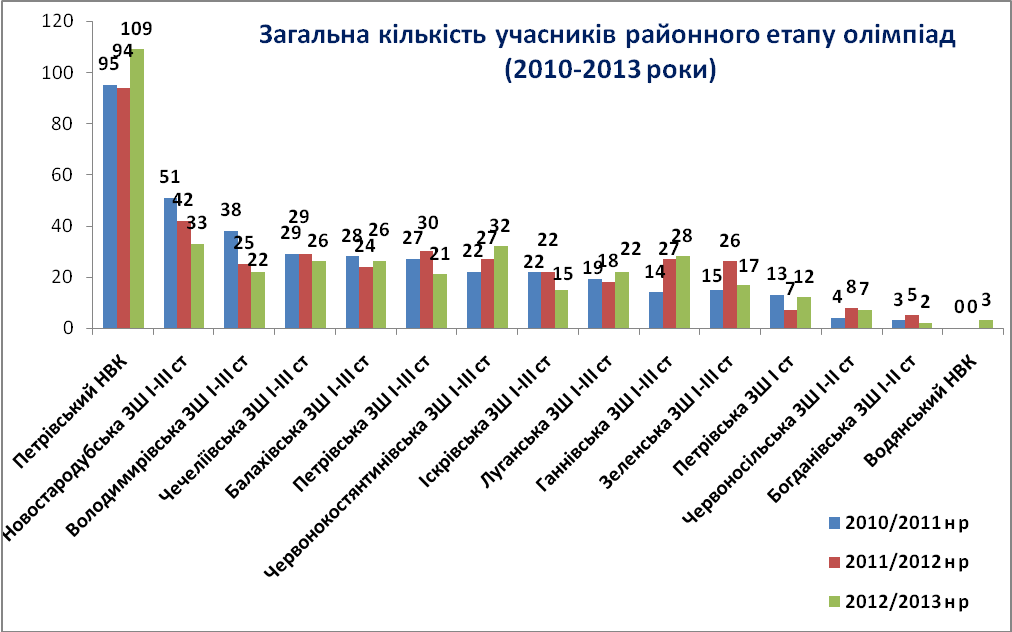 Загальна кількість учасників районного етапу олімпіад
(2010-2013 роки)
120
100
80
60
40
20
0
95 94 109
51 42 33
38 25 22
29 29 26
28 24 26
27 30 21
22 27 32
22 22 15
19 18 22
14 27 28
15 26 17
13 7 12
4 8 7
3 5 2
0 0 3
Петрівський НВК
Новостародубська ЗШ І-ІІІ ст
Володимирівська ЗШ І-ІІІ ст
Чечеліївська ЗШ І-ІІІ ст
Балахівська ЗШ І-ІІІ ст
Петрівська ЗШ І-ІІІ ст
Червонокостянтинівська ЗШ І-ІІІ ст
Іскрівська ЗШ І-ІІІ ст
Луганська ЗШ І-ІІІ ст
Ганнівська ЗШ І-ІІІ ст
Зеленська ЗШ І-ІІІ ст
Петрівська ЗШ І ст
Червоносільська ЗШ І-ІІ ст
Богданівська ЗШ І-ІІ ст
Водянський НВК
2010/2011 нр
2011/2012 нр
2012/2013 нр